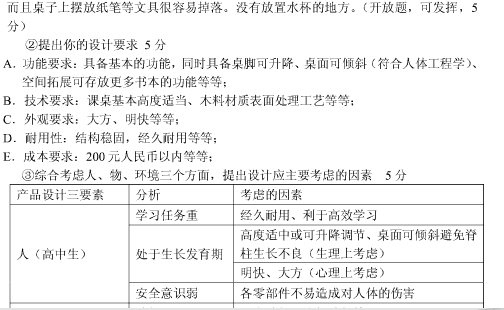 而且桌子上摆放纸笔等文具很容易掉落。没有放置水杯的地方。（开放题，可发挥，5
分）
②提出你的设计要求 5 分
A．功能要求：具备基本的功能，同时具备桌脚可升降、桌面可倾斜（符合人体工程学）、
空间拓展可存放更多书本的功能等等；
B．技术要求：课桌基本高度适当、木料材质表面处理工艺等等；
C．外观要求：大方、明快等等；
D．耐用性：结构稳固，经久耐用等等；
E．成本要求：200 元人民币以内等等；
③综合考虑人、物、环境三个方面，提出设计应主要考虑的因素 5 分
产品设计三要素 分析 考虑的因素
学习任务重 经久耐用、利于高效学习
高度适中或可升降调节、桌面可倾斜避免脊
人（高中生） 处于生长发育期 柱生长不良（生理上考虑）
明快、大方（心理上考虑）
安全意识弱 各零部件不易造成对人体的伤害